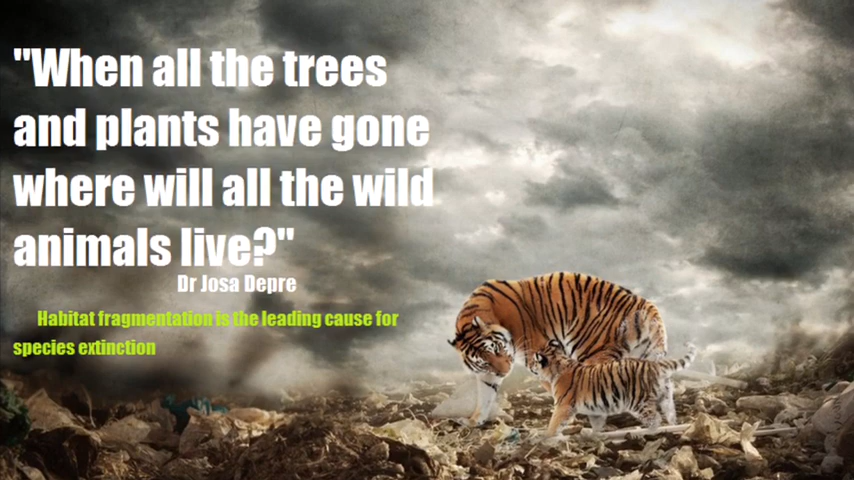 "When all the trees
and plants have gone
where will all the wild
animals live?"
Dr Josa Depre
Habitat fragmentation is the leading cause for
species extinction